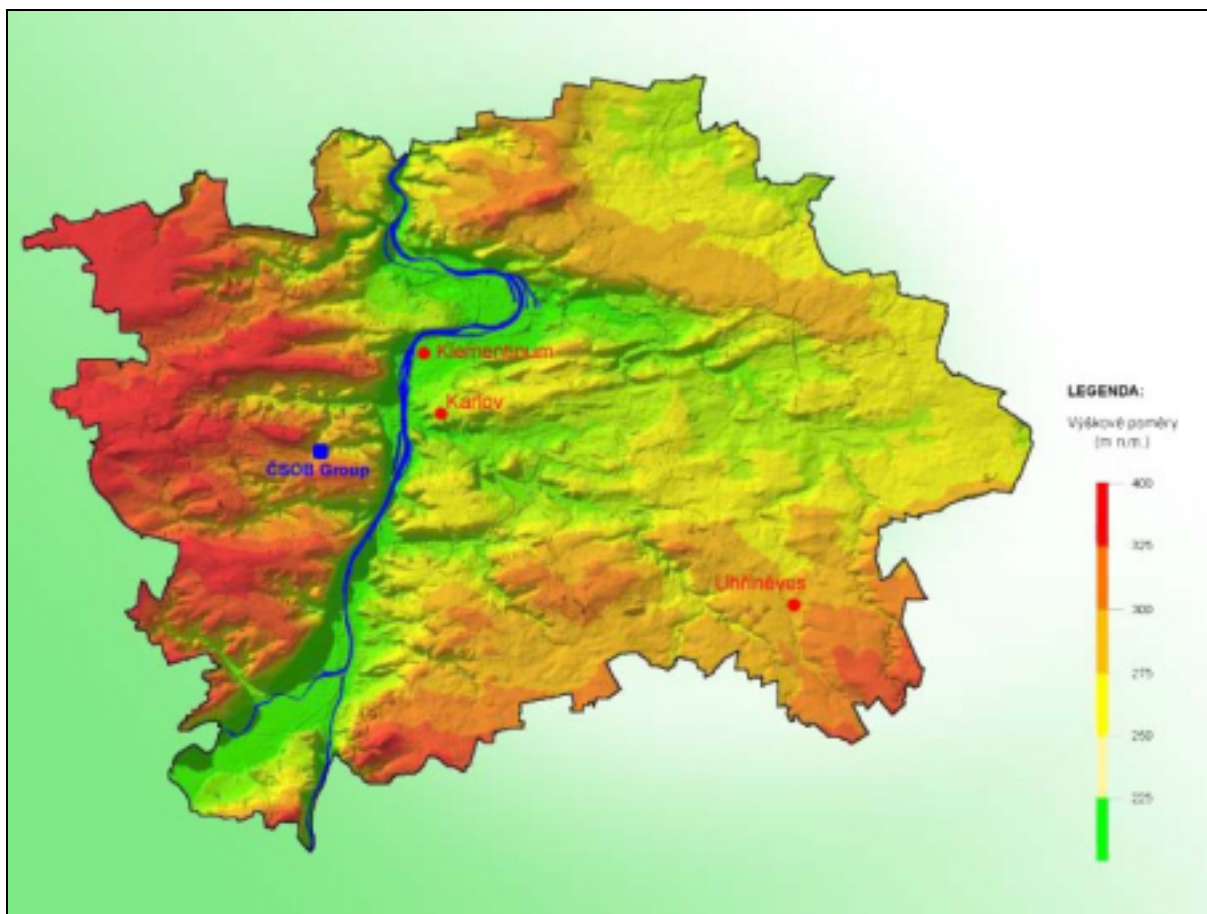 Klementinum
Karlov
ČSOB Group
Uhříněves
LEGENDA:
Výškové poměry
(m n.m.)
400
325
300
275
250
225